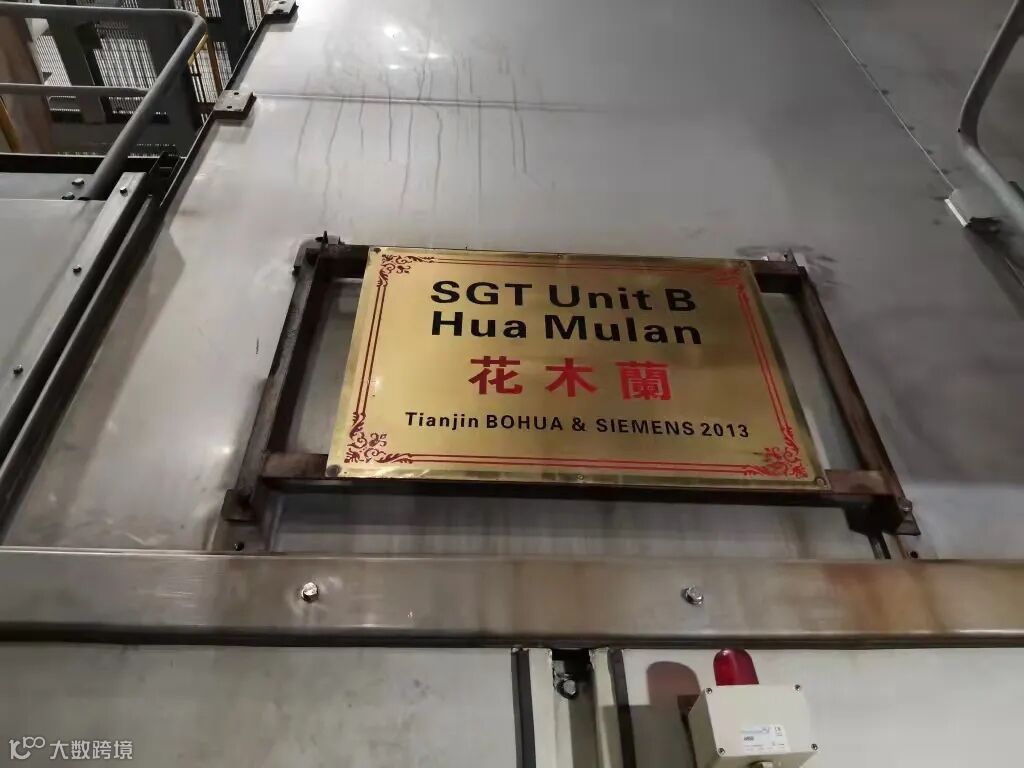 SGT Unit B
Hua Mulan
花木蘭
Tianjin BOHUA & SIEMENS 2013
大数跨境